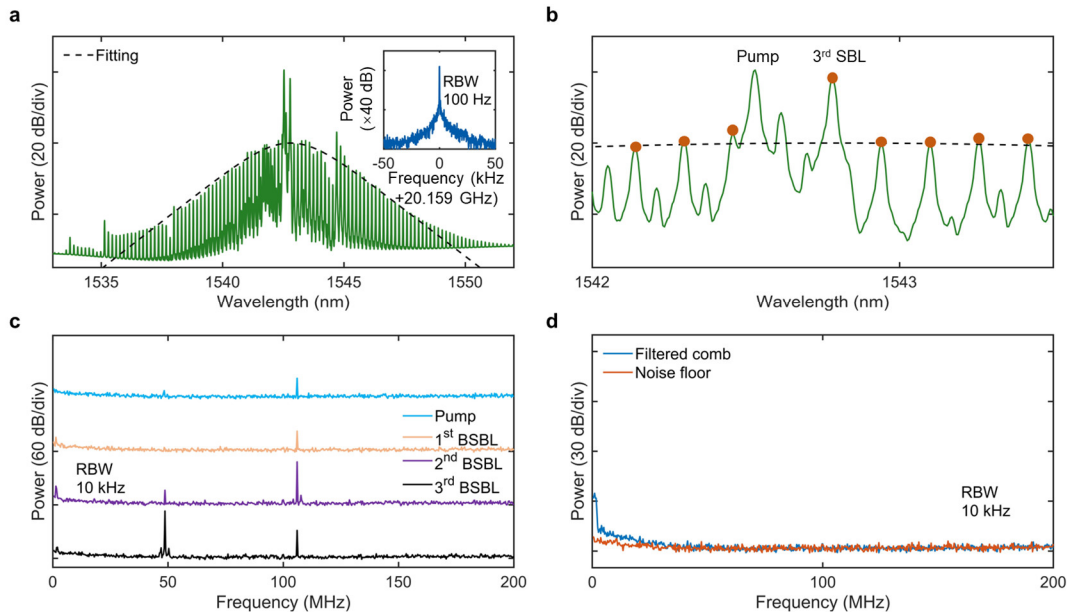 a
Fitting
Power (20 dB/div)
Power
(×40 dB)
RBW
100 Hz
-50
0
50
Frequency (kHz
+20.159 GHz)
1535
1540
1545
1550
Wavelength (nm)
b
Pump
3rd SBL
Power (20 dB/div)
1542
1543
Wavelength (nm)
c
Power (60 dB/div)
Pump
1st BSBL
2nd BSBL
3rd BSBL
RBW
10 kHz
0
50
100
150
200
Frequency (MHz)
d
Filtered comb
Noise floor
Power (30 dB/div)
RBW
10 kHz
0
100
200
Frequency (MHz)